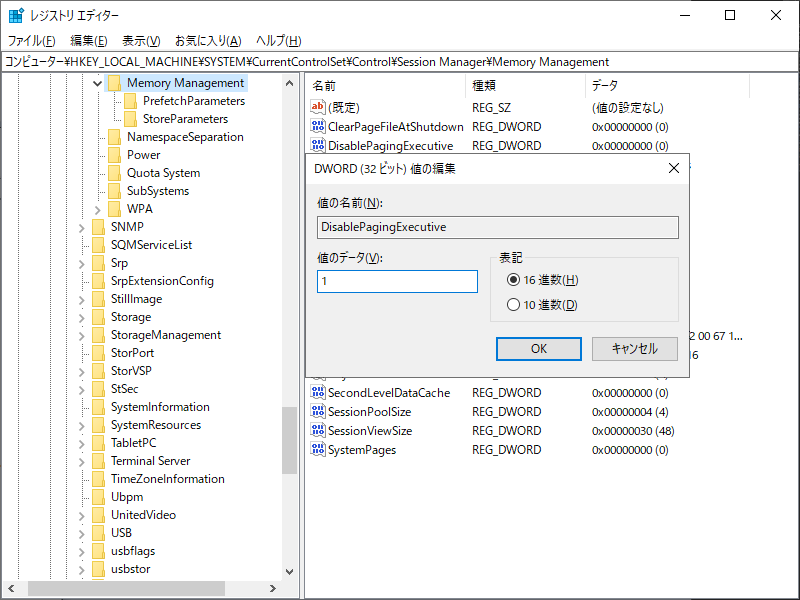 レジストリ エディター
ファイル(F) 編集(E) 表示(V) お気に入り(A) ヘルプ(H)
コンピューター¥HKEY_LOCAL_MACHINE¥SYSTEM¥CurrentControlSet¥Control¥Session Manager¥Memory Management
Memory Management
PrefetchParameters
StoreParameters
NamespaceSeparation
Power
Quota System
SubSystems
WPA
SNMP
SQMServiceList
Srp
SrpExtensionConfig
StillImage
Storage
StorageManagement
StorPort
StorVSP
StSec
SystemInformation
SystemResources
TabletPC
Terminal Server
TimeZoneInformation
Ubpm
UnitedVideo
USB
usbflags
usbstor
名前 種類 データ
ab (既定) REG_SZ (値の設定なし)
ClearPageFileAtShutdown REG_DWORD 0x00000000 (0)
DisablePagingExecutive REG_DWORD 0x00000000 (0)
DWORD (32 ビット) 値の編集
値の名前(N):
DisablePagingExecutive
値のデータ(V):
1
表記
16 進数(H)
10 進数(D)
OK キャンセル
2 00 67 1...
16
SecondLevelDataCache REG_DWORD 0x00000000 (0)
SessionPoolSize REG_DWORD 0x00000004 (4)
SessionViewSize REG_DWORD 0x00000030 (48)
SystemPages REG_DWORD 0x00000000 (0)